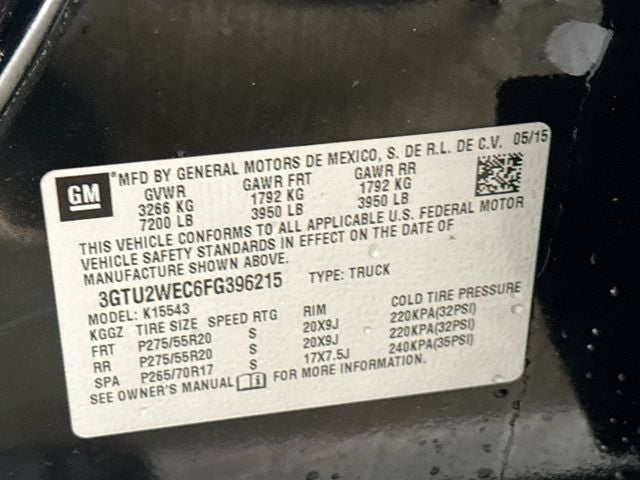 GM *MFD BY GENERAL MOTORS DE MEXICO, S. DE R.L. DE C.V. 05/15
GVWR GAWR FRT GAWR RR
3266 KG 1792 KG 1792 KG
7200 LB 3950 LB 3950 LB
THIS VEHICLE CONFORMS TO ALL APPLICABLE U.S. FEDERAL MOTOR
VEHICLE SAFETY STANDARDS IN EFFECT ON THE DATE OF
MANUFACTURE SHOWN ABOVE.
3GTU2WEC6FG396215 TYPE: TRUCK
MODEL: K15543
KGGZ TIRE SIZE SPEED RTG RIM COLD TIRE PRESSURE
FRT P275/55R20 S 20X9J 220KPA(32PSI)
RR P275/55R20 S 20X9J 220KPA(32PSI)
SPA P265/70R17 S 17X7.5J 240KPA(35PSI)
SEE OWNER'S MANUAL FOR MORE INFORMATION.